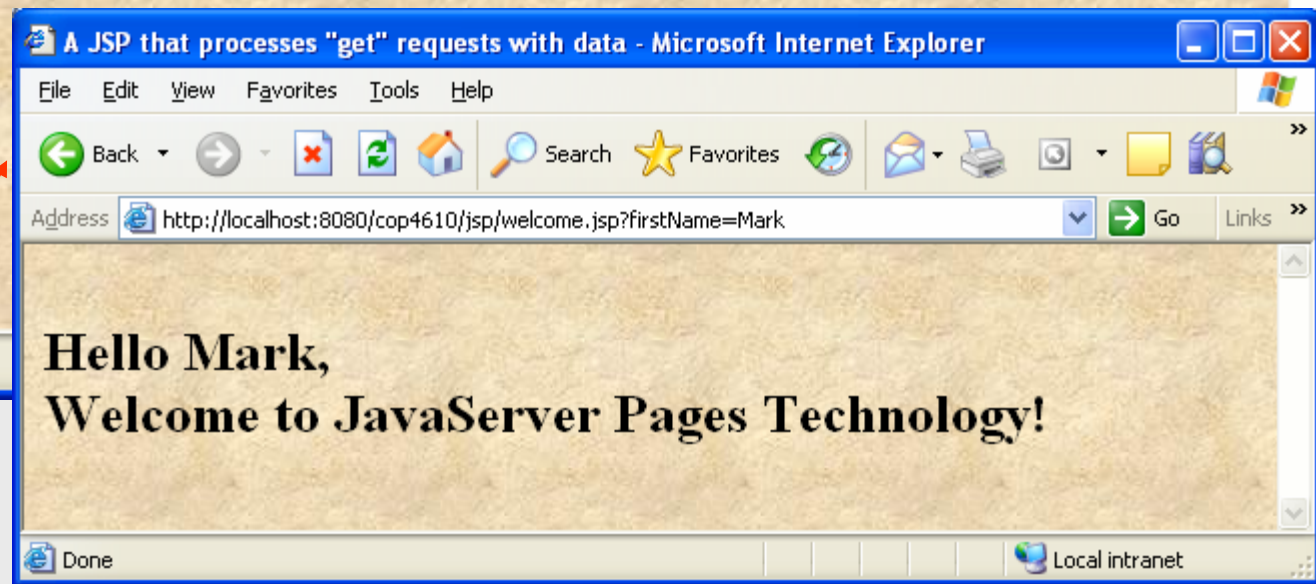 A JSP that processes "get" requests with data - Microsoft Internet Explorer
File Edit View Favorites Tools Help
Back Search Favorites »
Address http://localhost:8080/cop4610/jsp/welcome.jsp?firstName=Mark Go Links »
Hello Mark,
Welcome to JavaServer Pages Technology!
Done Local intranet